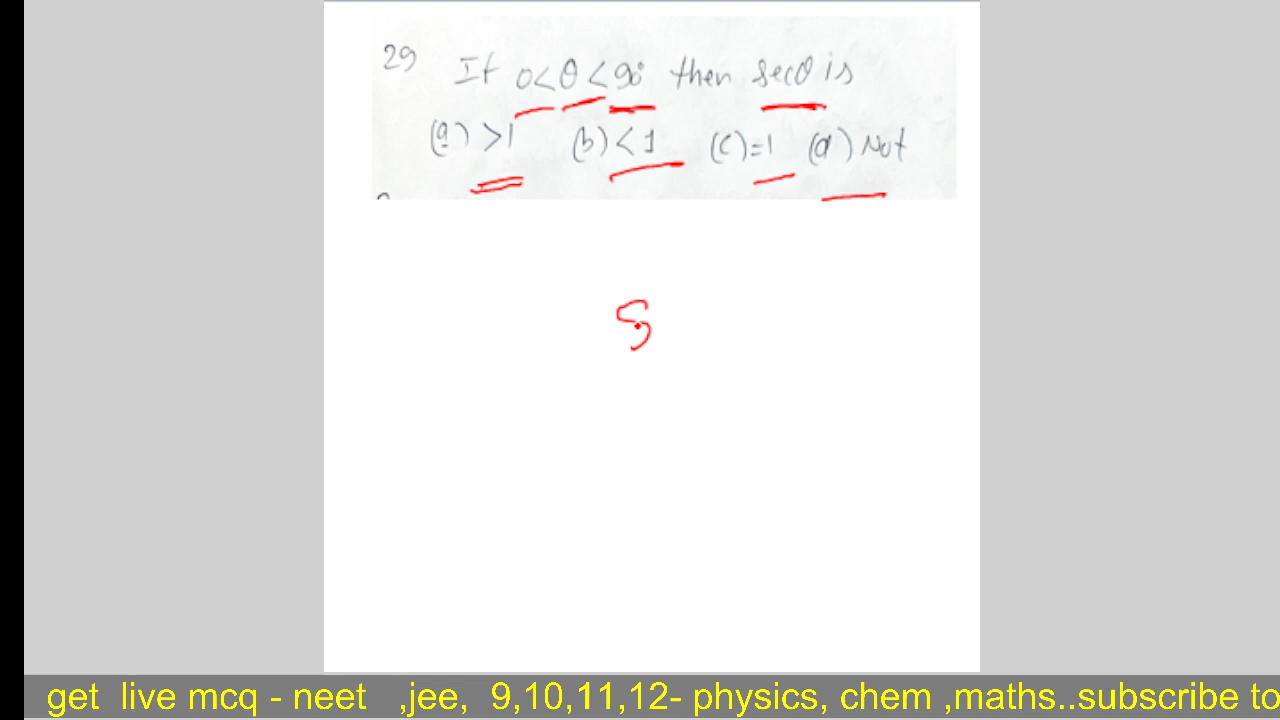 29 If 0<θ<90° then secθ is
(a) >1 (b) <1 (c) =1 (d) Not
S
get live mcq - neet ,jee, 9,10,11,12- physics, chem ,maths..subscribe to